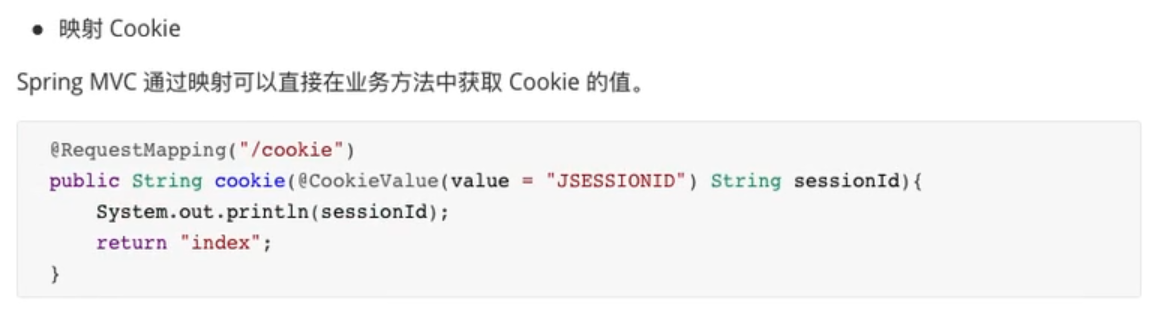 ● 映射 Cookie
Spring MVC 通过映射可以直接在业务方法中获取 Cookie 的值。
@RequestMapping("/cookie")
public String cookie(@CookieValue(value = "JSESSIONID") String sessionId){
    System.out.println(sessionId);
    return "index";
}